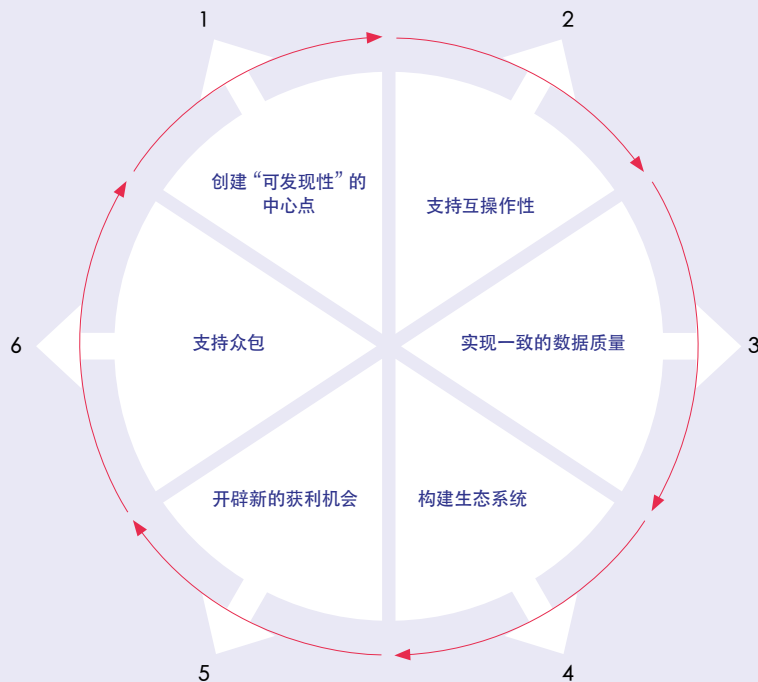 1
创建“可发现性”的
中心点
2
支持互操作性
3
实现一致的数据质量
4
构建生态系统
5
开辟新的获利机会
6
支持众包